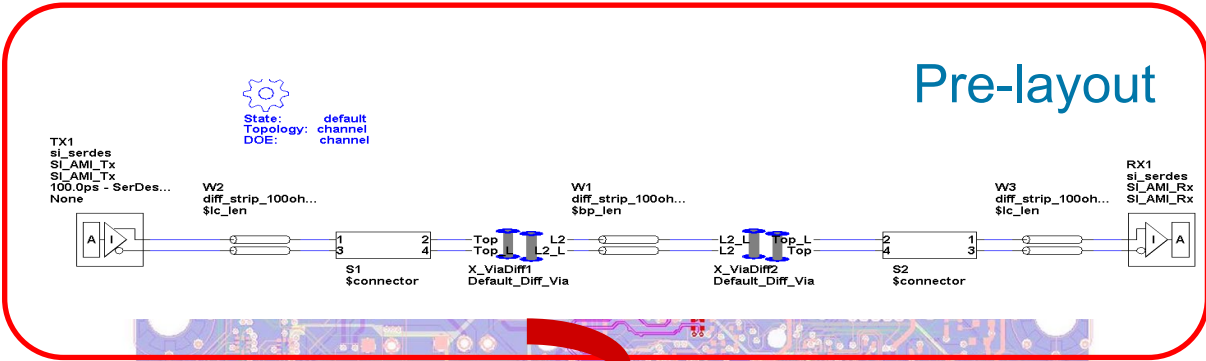 Pre-layout
State: default
Topology: channel
DOE: channel
TX1
si_serdes
SI_AMI_Tx
SI_AMI_Tx
100.0ps - SerDes...
None
A I
W2
diff_strip_100oh...
$lc_len
1 2
3 4
S1
$connector
Top L2
Top_L L2_L
X_ViaDiff1
Default_Diff_Via
W1
diff_strip_100oh...
$bp_len
L2_L Top_L
L2 Top
X_ViaDiff2
Default_Diff_Via
2 1
4 3
S2
$connector
W3
diff_strip_100oh...
$lc_len
RX1
si_serdes
SI_AMI_Rx
SI_AMI_Rx
I A